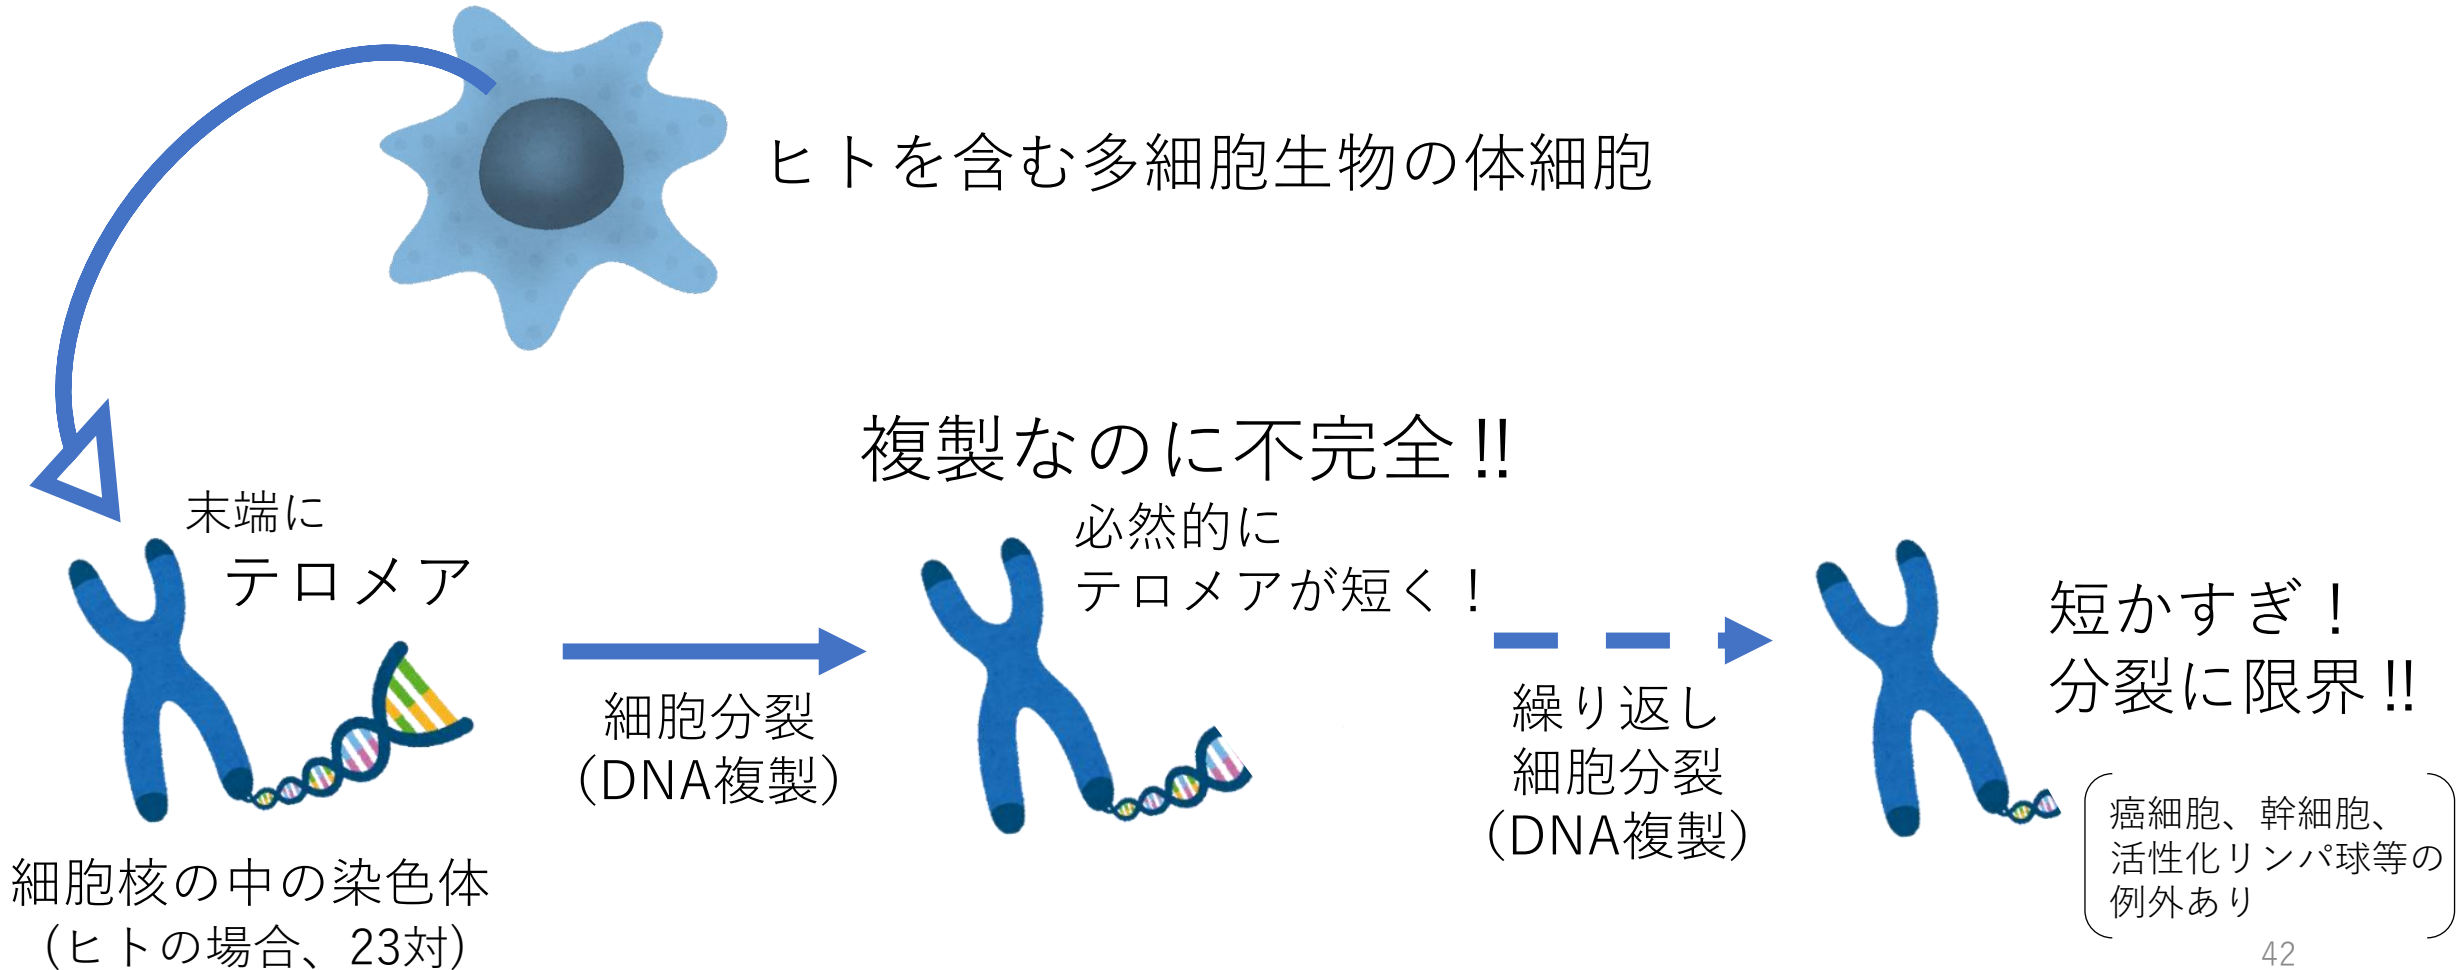 ヒトを含む多細胞生物の体細胞
複製なのに不完全‼
末端に
テロメア
必然的に
テロメアが短く！
短かすぎ！
分裂に限界‼
細胞分裂
（DNA複製）
繰り返し
細胞分裂
（DNA複製）
癌細胞、幹細胞、
活性化リンパ球等の
例外あり
細胞核の中の染色体
（ヒトの場合、23対）
42